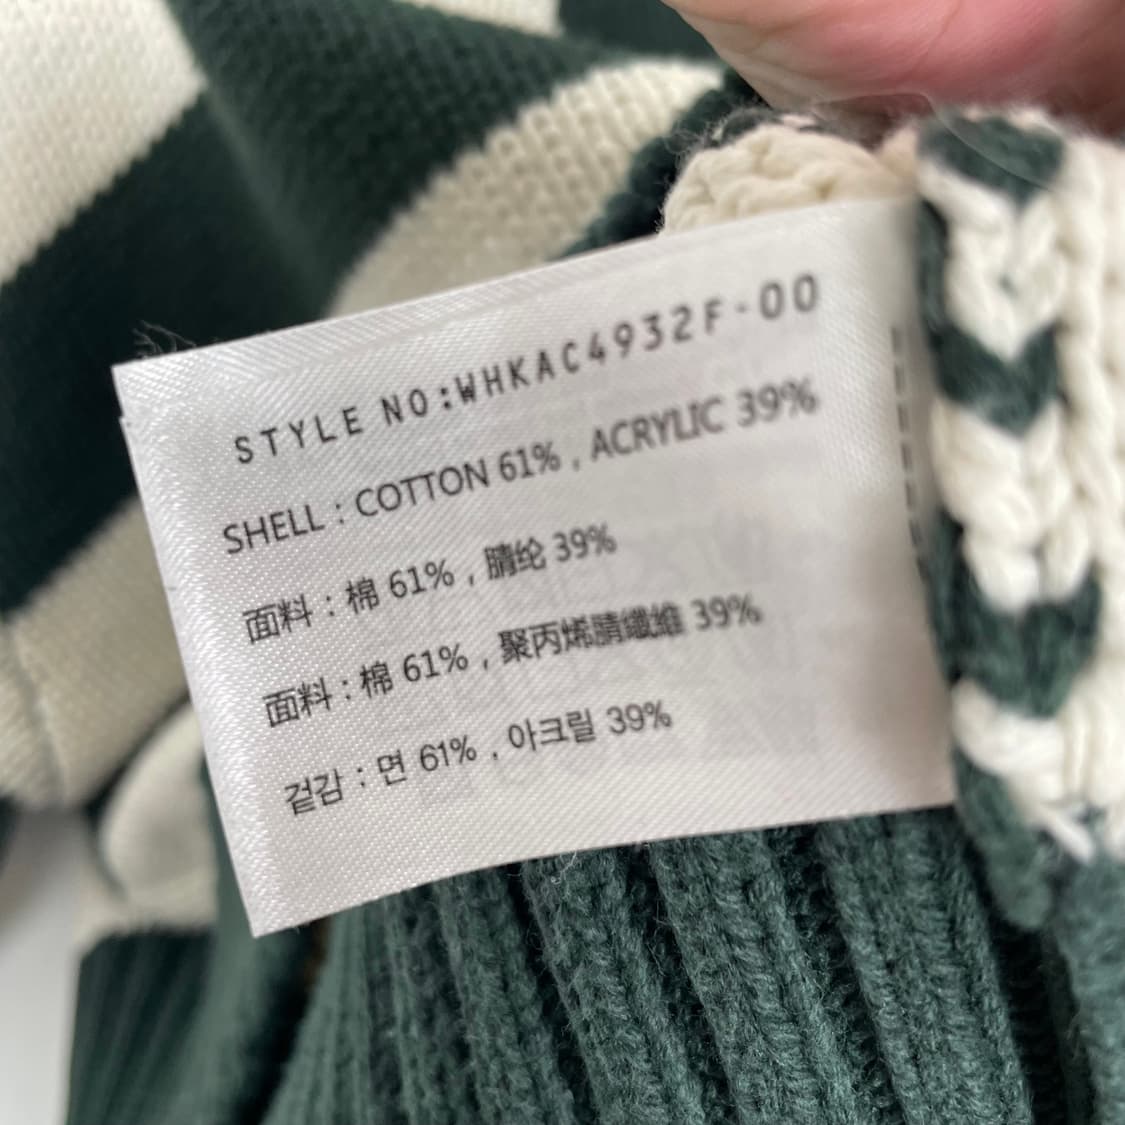 STYLE NO:WHKAC4932F-00
SHELL : COTTON 61% , ACRYLIC 39%
面料 : 棉 61% , 腈纶 39%
面料 : 棉 61% , 聚丙烯腈纖維 39%
겉감 : 면 61% , 아크릴 39%